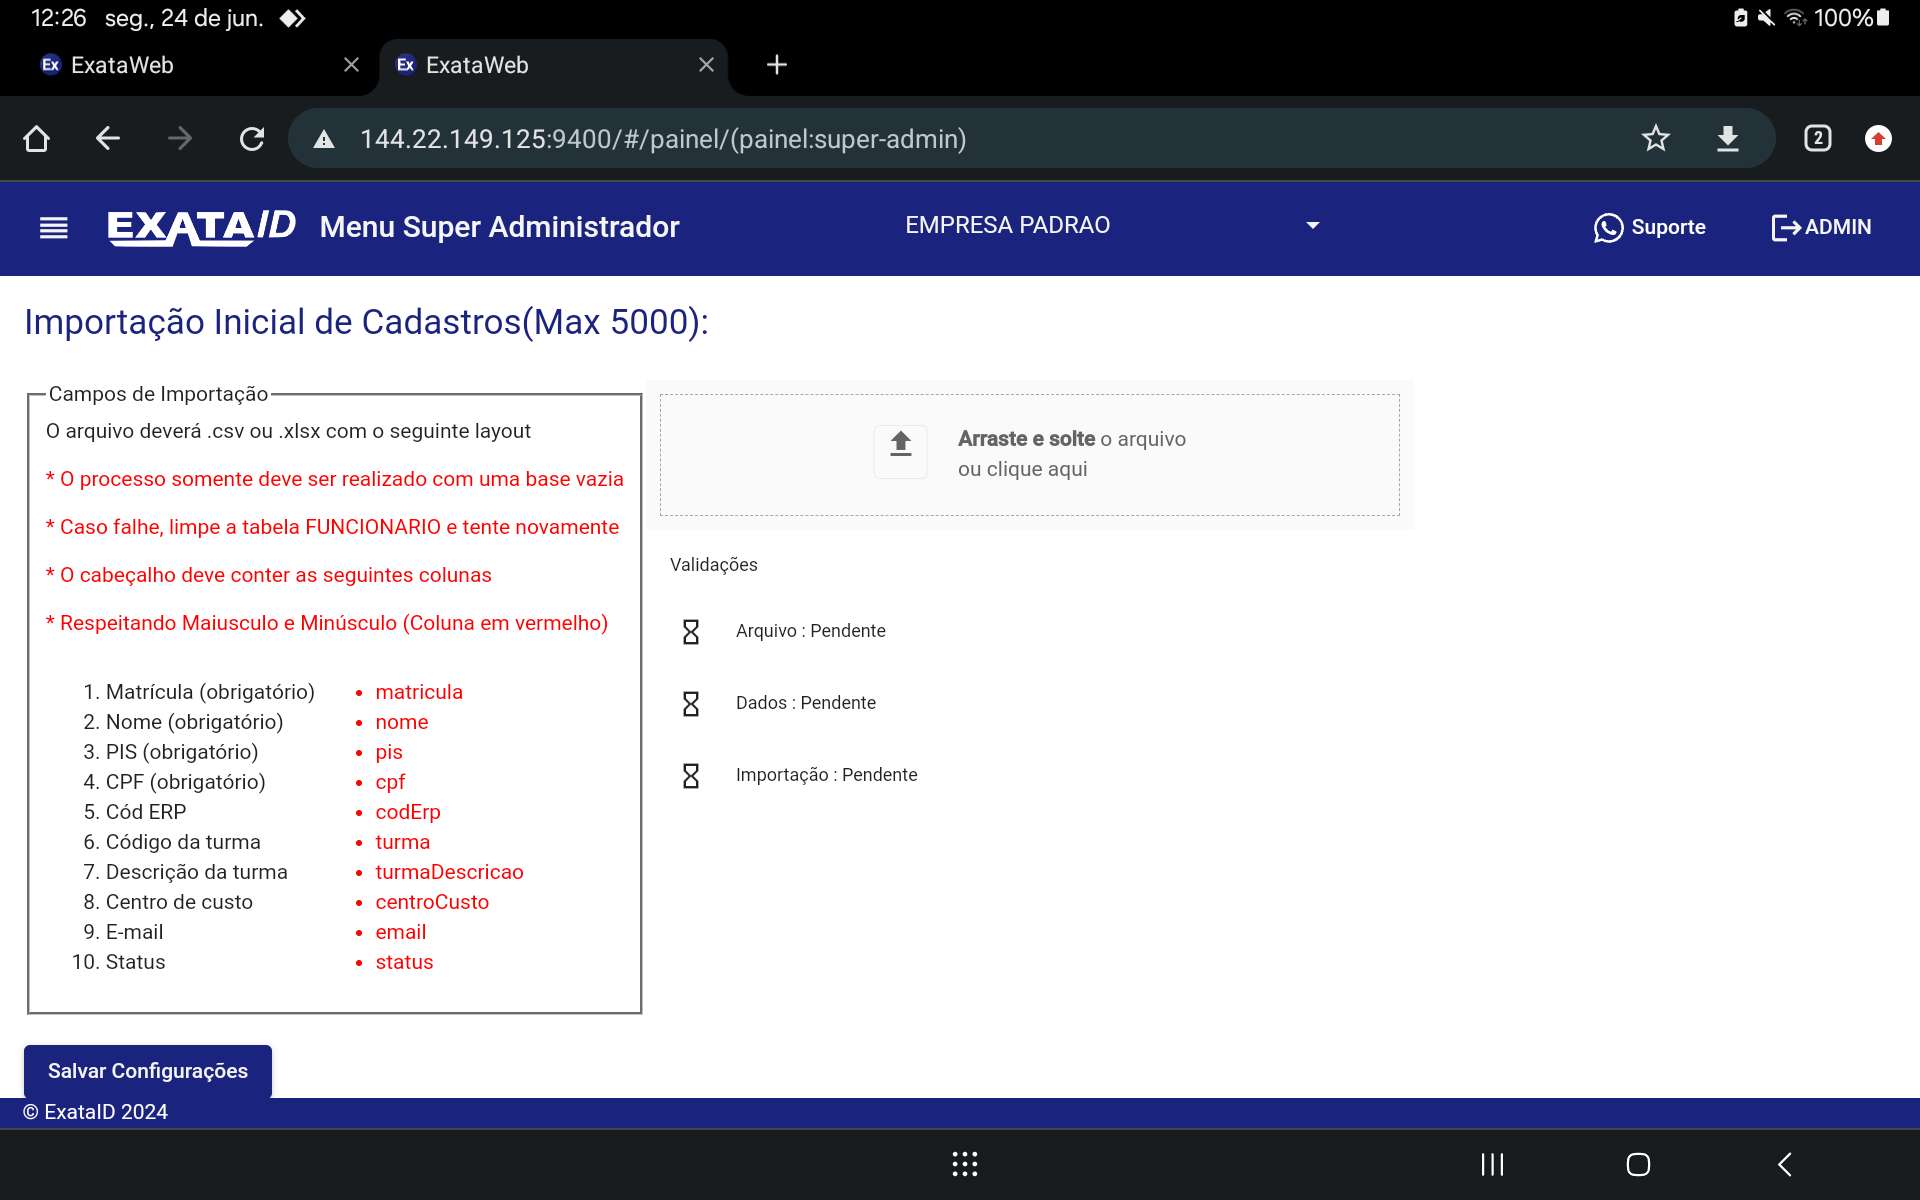 12:26 seg., 24 de jun.
100%
Ex ExataWeb
Ex ExataWeb
144.22.149.125:9400/#/painel/(painel:super-admin)
2
EXATAID Menu Super Administrador
EMPRESA PADRAO
Suporte
ADMIN
Importação Inicial de Cadastros(Max 5000):
Campos de Importação
O arquivo deverá .csv ou .xlsx com o seguinte layout
* O processo somente deve ser realizado com uma base vazia
* Caso falhe, limpe a tabela FUNCIONARIO e tente novamente
* O cabeçalho deve conter as seguintes colunas
* Respeitando Maiusculo e Minúsculo (Coluna em vermelho)
1. Matrícula (obrigatório)
2. Nome (obrigatório)
3. PIS (obrigatório)
4. CPF (obrigatório)
5. Cód ERP
6. Código da turma
7. Descrição da turma
8. Centro de custo
9. E-mail
10. Status
• matricula
• nome
• pis
• cpf
• codErp
• turma
• turmaDescricao
• centroCusto
• email
• status
Arraste e solte o arquivo
ou clique aqui
Validações
Arquivo : Pendente
Dados : Pendente
Importação : Pendente
Salvar Configurações
© ExataID 2024